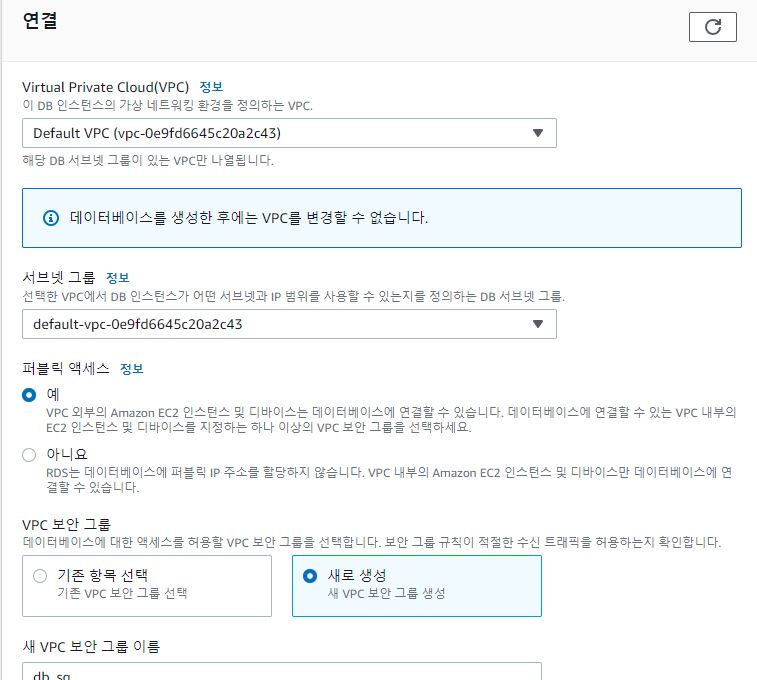 연결
Virtual Private Cloud(VPC) 정보
이 DB 인스턴스의 가상 네트워킹 환경을 정의하는 VPC.
Default VPC (vpc-0e9fd6645c20a2c43)
해당 DB 서브넷 그룹이 있는 VPC만 나열됩니다.
데이터베이스를 생성한 후에는 VPC를 변경할 수 없습니다.
서브넷 그룹 정보
선택한 VPC에서 DB 인스턴스가 어떤 서브넷과 IP 범위를 사용할 수 있는지를 정의하는 DB 서브넷 그룹.
default-vpc-0e9fd6645c20a2c43
퍼블릭 액세스 정보
예
VPC 외부의 Amazon EC2 인스턴스 및 디바이스는 데이터베이스에 연결할 수 있습니다. 데이터베이스에 연결할 수 있는 VPC 내부의
EC2 인스턴스 및 디바이스를 지정하는 하나 이상의 VPC 보안 그룹을 선택하세요.
아니요
RDS는 데이터베이스에 퍼블릭 IP 주소를 할당하지 않습니다. VPC 내부의 Amazon EC2 인스턴스 및 디바이스만 데이터베이스에 연
결할 수 있습니다.
VPC 보안 그룹
데이터베이스에 대한 액세스를 허용할 VPC 보안 그룹을 선택합니다. 보안 그룹 규칙이 적절한 수신 트래픽을 허용하는지 확인합니다.
기존 항목 선택
기존 VPC 보안 그룹 선택
새로 생성
새 VPC 보안 그룹 생성
새 VPC 보안 그룹 이름
db_sg